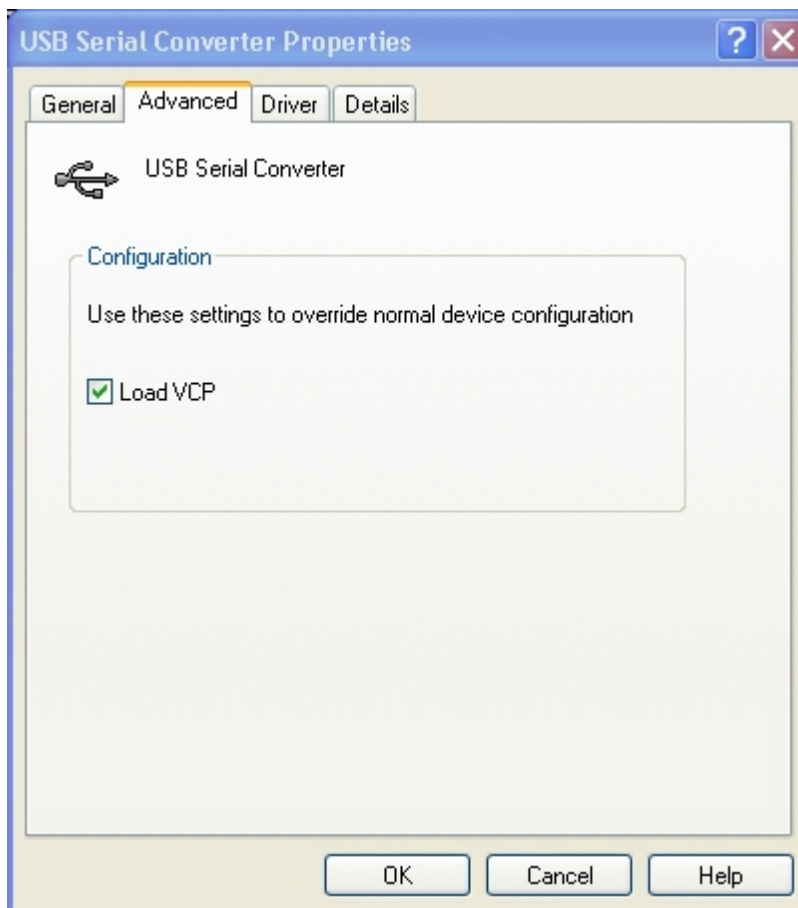 USB Serial Converter Properties
General Advanced Driver Details
USB Serial Converter
Configuration
Use these settings to override normal device configuration
Load VCP
OK Cancel Help